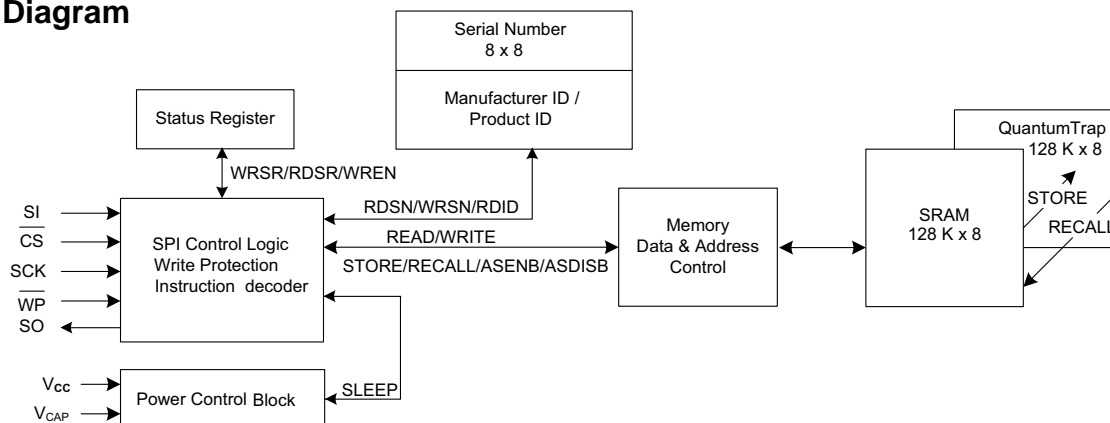 Diagram
Serial Number
8 x 8
Manufacturer ID /
Product ID
Status Register
WRSR/RDSR/WREN
QuantumTrap
128 K x 8
SI
CS
SCK
WP
SO
SPI Control Logic
Write Protection
Instruction decoder
RDSN/WRSN/RDID
READ/WRITE
STORE/RECALL/ASENB/ASDISB
Memory
Data & Address
Control
SRAM
128 K x 8
STORE
RECALL
VCC
VCAP
Power Control Block
SLEEP